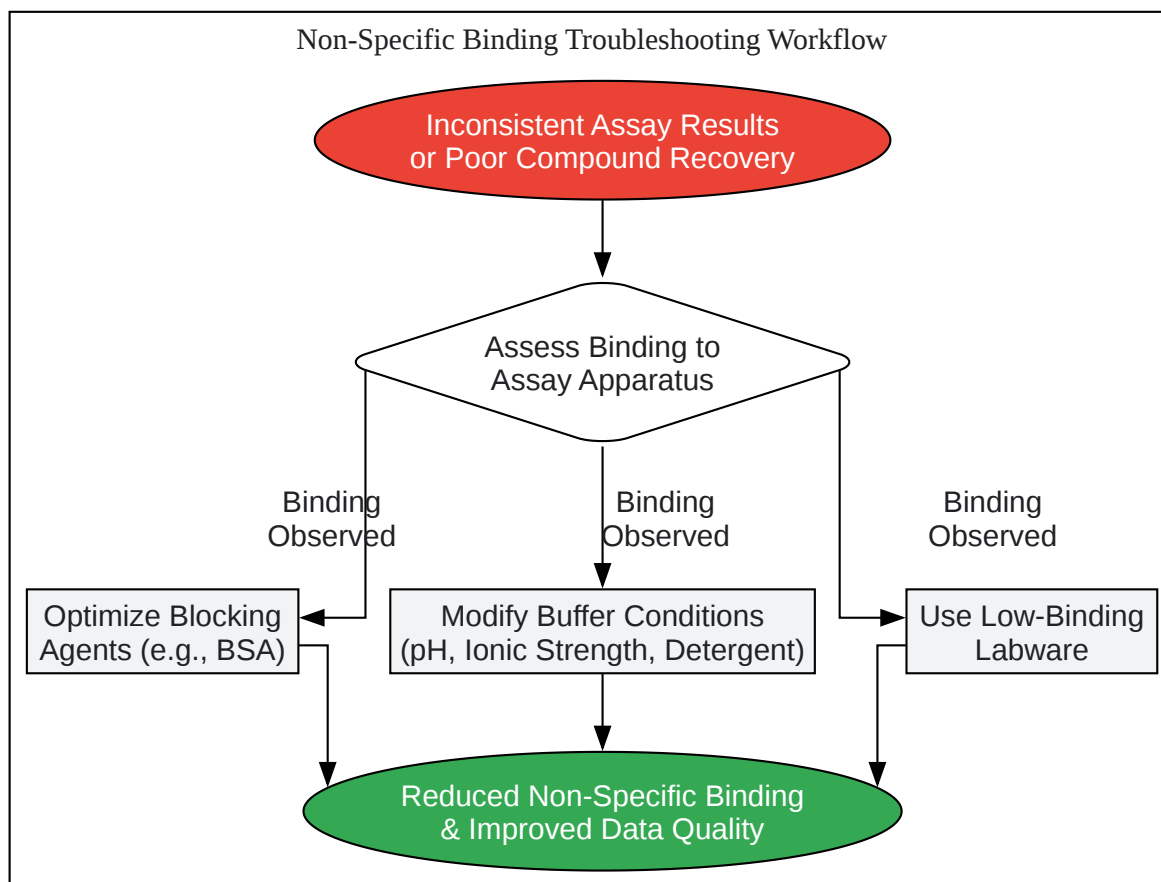 Non-Specific Binding Troubleshooting Workflow
Inconsistent Assay Results
or Poor Compound Recovery
Assess Binding to
Assay Apparatus
Binding
Observed
Binding
Observed
Binding
Observed
Optimize Blocking
Agents (e.g., BSA)
Modify Buffer Conditions
(pH, Ionic Strength, Detergent)
Use Low-Binding
Labware
Reduced Non-Specific Binding
& Improved Data Quality